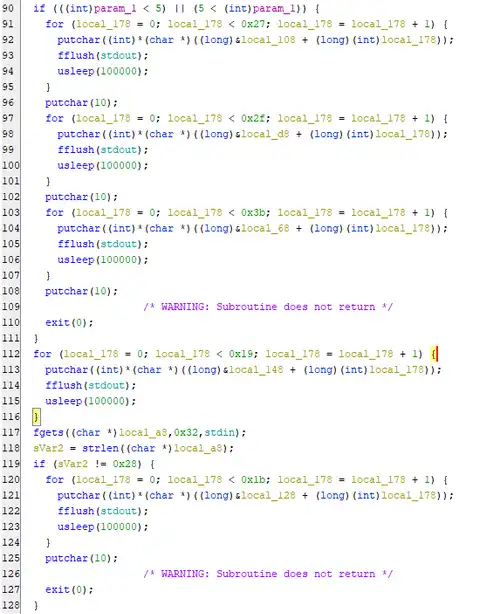 90 if (((int)param_1 < 5) || (5 < (int)param_1)) {
91 for (local_178 = 0; local_178 < 0x27; local_178 = local_178 + 1) {
92 putchar((int)*(char *)((long)&local_108 + (long)(int)local_178));
93 fflush(stdout);
94 usleep(100000);
95 }
96 putchar(10);
97 for (local_178 = 0; local_178 < 0x2f; local_178 = local_178 + 1) {
98 putchar((int)*(char *)((long)&local_d8 + (long)(int)local_178));
99 fflush(stdout);
100 usleep(100000);
101 }
102 putchar(10);
103 for (local_178 = 0; local_178 < 0x3b; local_178 = local_178 + 1) {
104 putchar((int)*(char *)((long)&local_68 + (long)(int)local_178));
105 fflush(stdout);
106 usleep(100000);
107 }
108 putchar(10);
109 /* WARNING: Subroutine does not return */
110 exit(0);
111 }
112 for (local_178 = 0; local_178 < 0x19; local_178 = local_178 + 1) {
113 putchar((int)*(char *)((long)&local_148 + (long)(int)local_178));
114 fflush(stdout);
115 usleep(100000);
116 }
117 fgets((char *)local_a8,0x32,stdin);
118 sVar2 = strlen((char *)local_a8);
119 if (sVar2 != 0x28) {
120 for (local_178 = 0; local_178 < 0x1b; local_178 = local_178 + 1) {
121 putchar((int)*(char *)((long)&local_128 + (long)(int)local_178));
122 fflush(stdout);
123 usleep(100000);
124 }
125 putchar(10);
126 /* WARNING: Subroutine does not return */
127 exit(0);
128 }